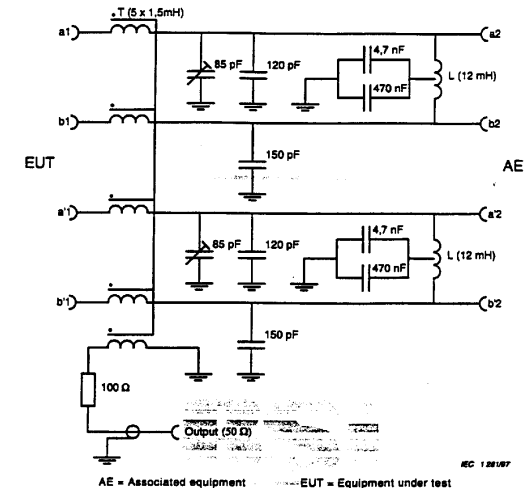 T (5 x 1,5mH)
a1
a2
85 pF
120 pF
4,7 nF
470 nF
L (12 mH)
b1
b2
150 pF
EUT
AE
a'1
a'2
85 pF
120 pF
4,7 nF
470 nF
L (12 mH)
b'1
b'2
150 pF
100 Ω
Output (50 Ω)
IEC 1 281/97
AE = Associated equipment
EUT = Equipment under test